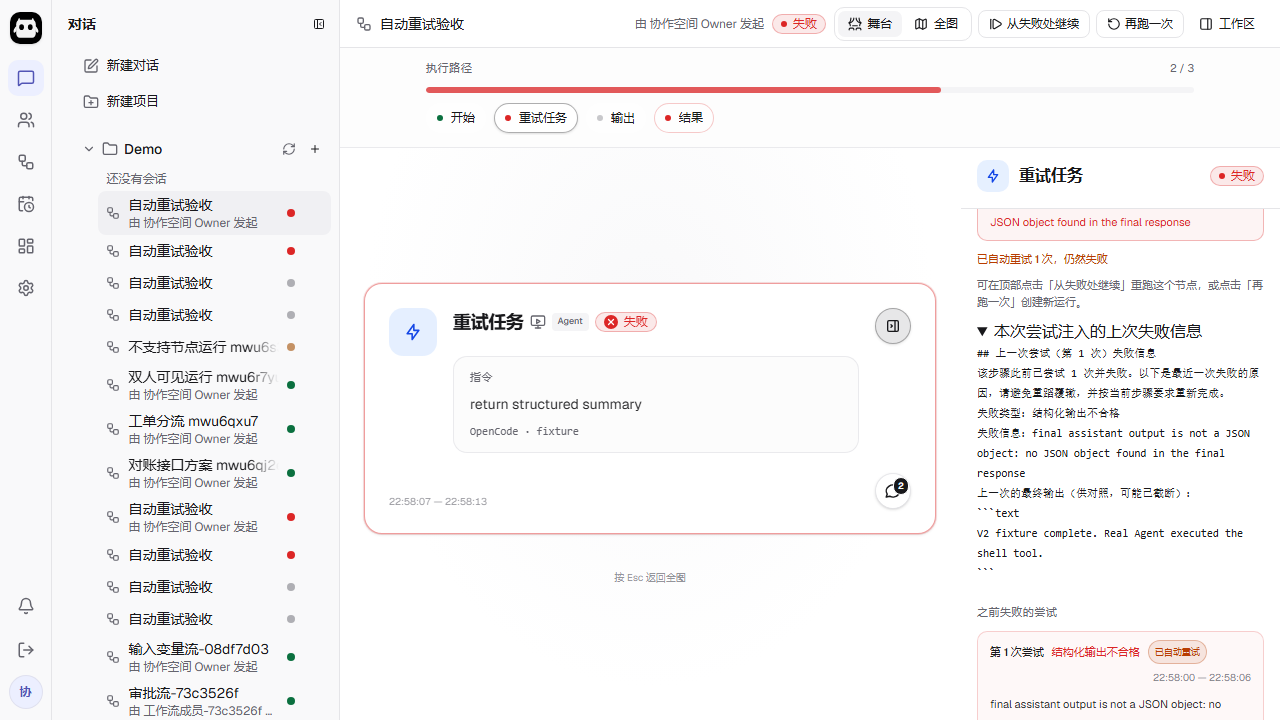 对话
新建对话
新建项目
Demo
还没有会话
自动重试验收
由 协作空间 Owner 发起
自动重试验收
自动重试验收
自动重试验收
不支持节点运行 mwu6s
双人可见运行 mwu6r7y
由 协作空间 Owner 发起
工单分流 mwu6qxu7
由 协作空间 Owner 发起
对账接口方案 mwu6qj2
由 协作空间 Owner 发起
自动重试验收
由 协作空间 Owner 发起
自动重试验收
自动重试验收
自动重试验收
输入变量流-08df7d03
由 协作空间 Owner 发起
审批流-73c3526f
由 工作流成员-73c3526f ...
协
自动重试验收
由 协作空间 Owner 发起
失败
舞台
全图
从失败处继续
再跑一次
工作区
执行路径
2 / 3
开始
重试任务
输出
结果
重试任务
Agent
失败
指令
return structured summary
OpenCode · fixture
22:58:07 — 22:58:13
2
按 Esc 返回全图
重试任务
失败
JSON object found in the final response
已自动重试 1 次，仍然失败
可在顶部点击「从失败处继续」重跑这个节点，或点击「再
跑一次」创建新运行。
▼ 本次尝试注入的上次失败信息
## 上一次尝试（第 1 次）失败信息
该步骤此前已尝试 1 次并失败。以下是最近一次失败的原
因，请避免重蹈覆辙，并按当前步骤要求重新完成。
失败类型: 结构化输出不合格
失败信息: final assistant output is not a JSON
object: no JSON object found in the final
response
上一次的最终输出（供对照，可能已截断）:
```text
V2 fixture complete. Real Agent executed the
shell tool.
```
之前失败的尝试
第 1 次尝试 结构化输出不合格 已自动重试
22:58:00 — 22:58:06
final assistant output is not a JSON object: no